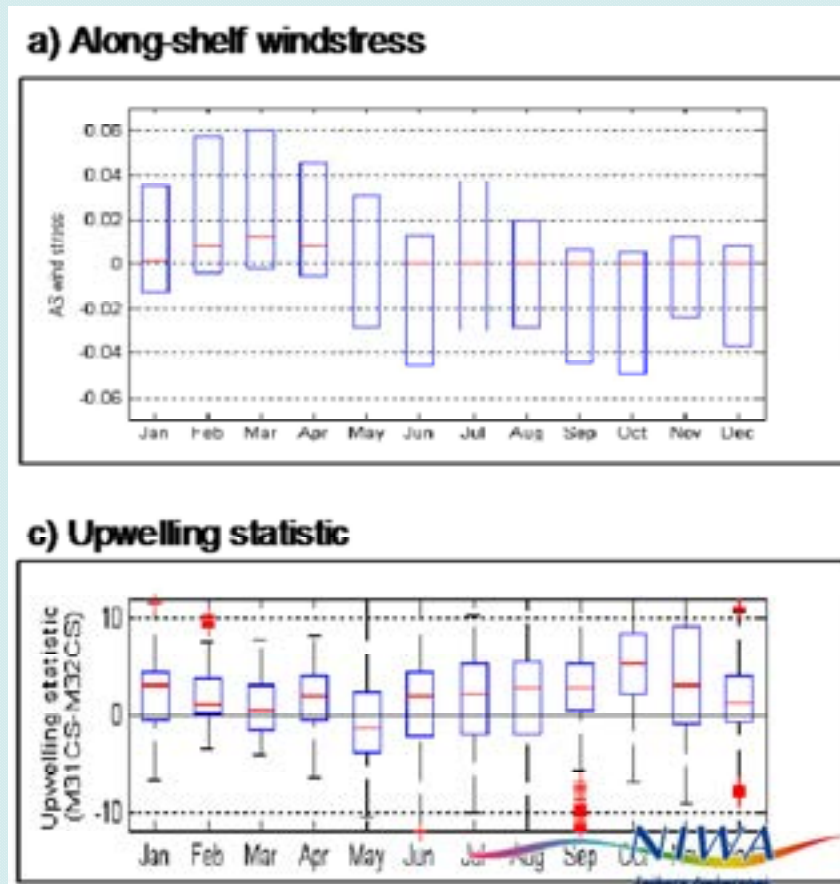 a) Along-shelf windstress
0.06
0.04
0.02
0
-0.02
-0.04
-0.06
AS wind stress
Jan Feb Mar Apr May Jun Jul Aug Sep Oct Nov Dec
c) Upwelling statistic
10
0
-10
Upwelling statistic
(M31CS-M32CS)
Jan Feb Mar Apr May Jun Jul Aug Sep Oct
NIWA